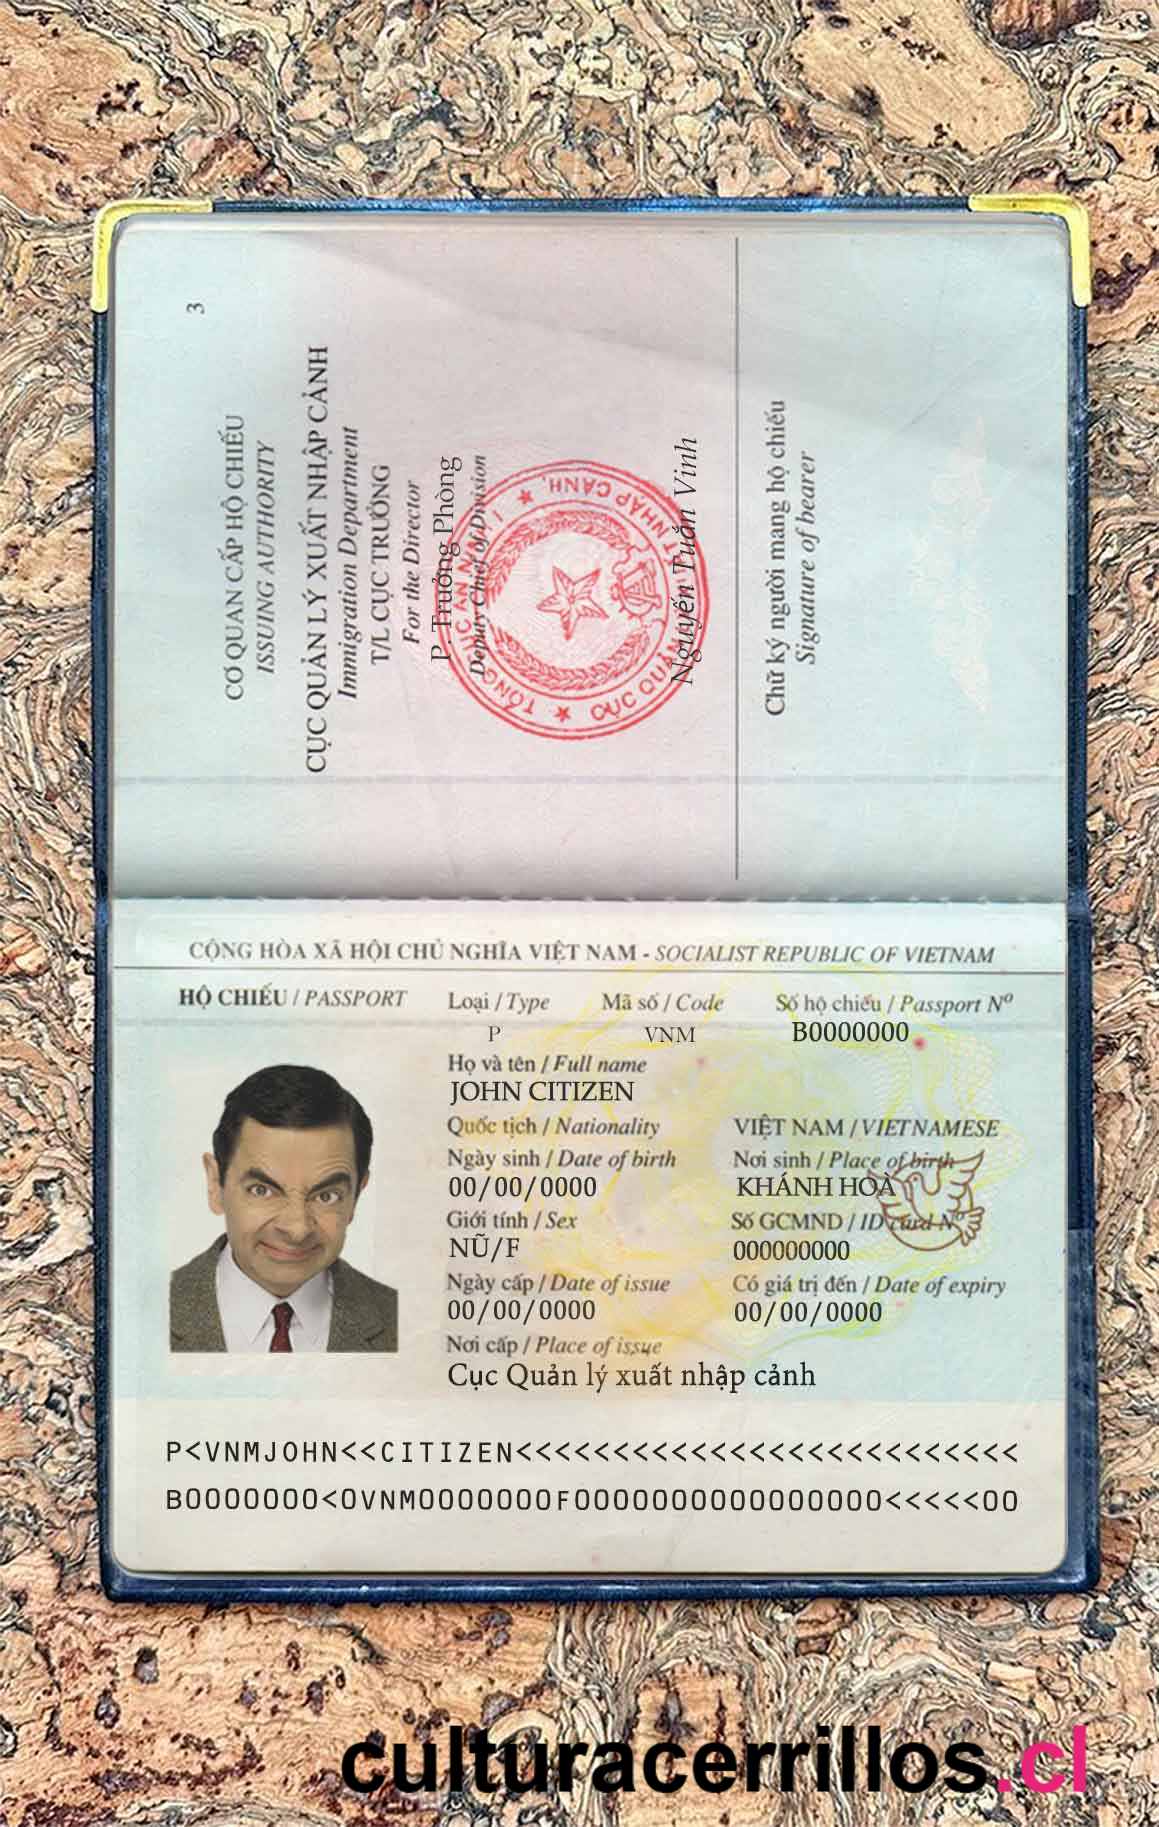 3
CƠ QUAN CẤP HỘ CHIẾU
ISSUING AUTHORITY
CỤC QUẢN LÝ XUẤT NHẬP CẢNH
Immigration Department
T/L CỤC TRƯỞNG
For the Director
P. Trưởng Phòng
Deputy Chief of Division
Nguyễn Tuấn Vinh
Chữ ký người mang hộ chiếu
Signature of bearer
CỘNG HÒA XÃ HỘI CHỦ NGHĨA VIỆT NAM - SOCIALIST REPUBLIC OF VIETNAM
HỘ CHIẾU / PASSPORT Loại / Type Mã số / Code Số hộ chiếu / Passport Nº
P VNM B0000000
Họ và tên / Full name
JOHN CITIZEN
Quốc tịch / Nationality VIỆT NAM / VIETNAMESE
Ngày sinh / Date of birth Nơi sinh / Place of birth
00/00/0000 KHÁNH HOÀ
Giới tính / Sex Số GCMND / ID card Nº
NŨ/F 000000000
Ngày cấp / Date of issue Có giá trị đến / Date of expiry
00/00/0000 00/00/0000
Nơi cấp / Place of issue
Cục Quản lý xuất nhập cảnh
P<VNMJOHN<<CITIZEN<<<<<<<<<<<<<<<<<<<<<<<<<<
B0000000<0VNM0000000F0000000000000000<<<<<00
culturacerrillos.cl